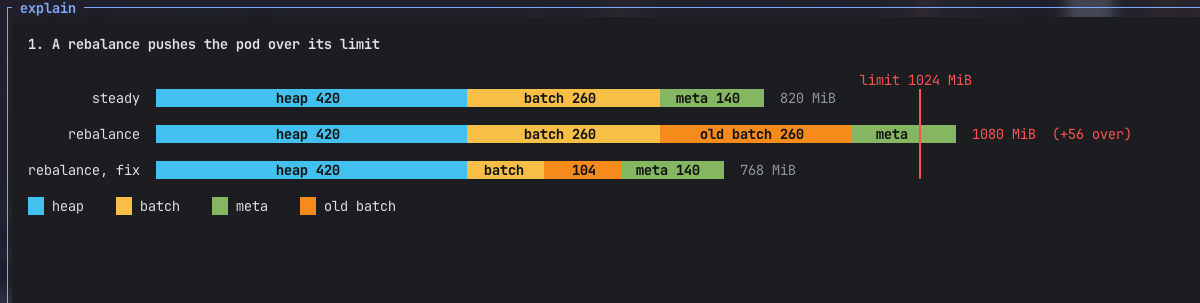 explain
1. A rebalance pushes the pod over its limit
limit 1024 MiB
steady heap 420 batch 260 meta 140 820 MiB
rebalance heap 420 batch 260 old batch 260 meta 1080 MiB (+56 over)
rebalance, fix heap 420 batch 104 meta 140 768 MiB
heap batch meta old batch